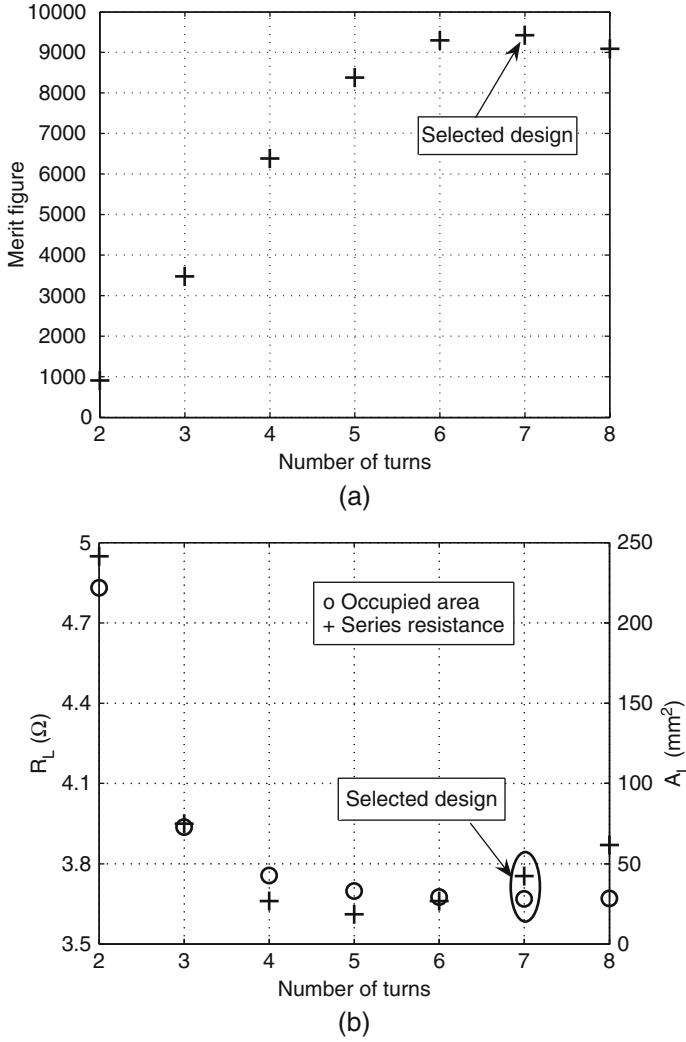 10000
9000
8000
7000
6000
5000
4000
3000
2000
1000
0
Merit figure
Selected design
2 3 4 5 6 7 8
Number of turns
(a)
5
4.7
4.4
4.1
3.8
3.5
R_L (Ω)
o Occupied area
+ Series resistance
Selected design
250
200
150
100
50
0
A_I (mm²)
2 3 4 5 6 7 8
Number of turns
(b)